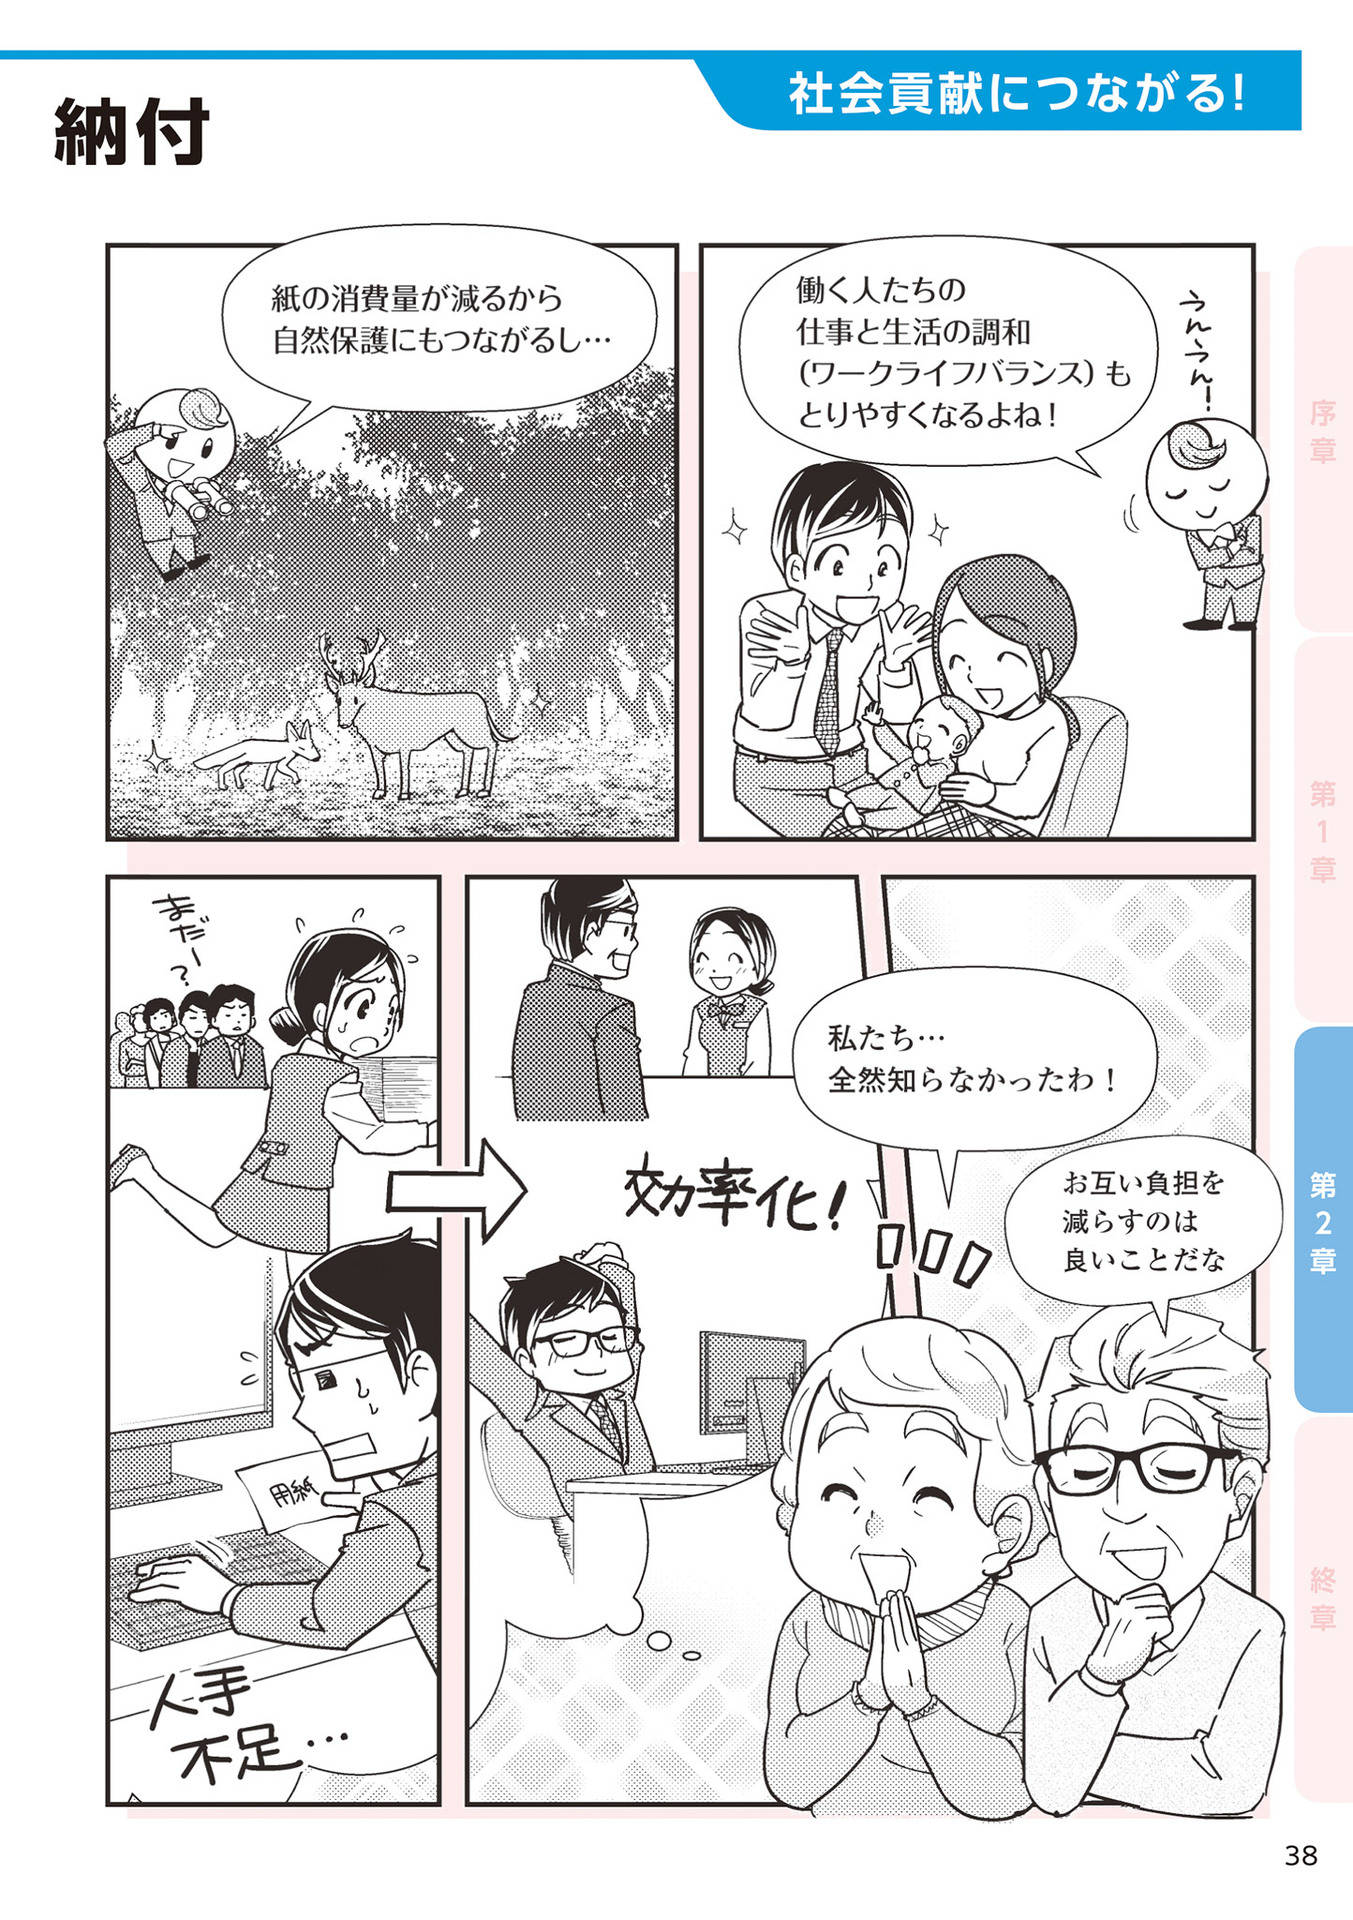 社会貢献につながる!
納付
紙の消費量が減るから
自然保護にもつながるし…
働く人たちの
仕事と生活の調和
(ワークライフバランス)も
とりやすくなるよね!
うんうん!
まだー?
用紙
人手
不足…
効率化!
私たち…
全然知らなかったわ!
お互い負担を
減らすのは
良いことだな
序章
第1章
第2章
終章
38